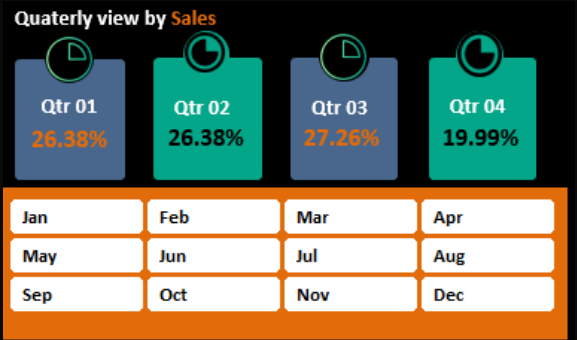 Quaterly view by Sales
Qtr 01
26.38%
Qtr 02
26.38%
Qtr 03
27.26%
Qtr 04
19.99%
Jan Feb Mar Apr
May Jun Jul Aug
Sep Oct Nov Dec